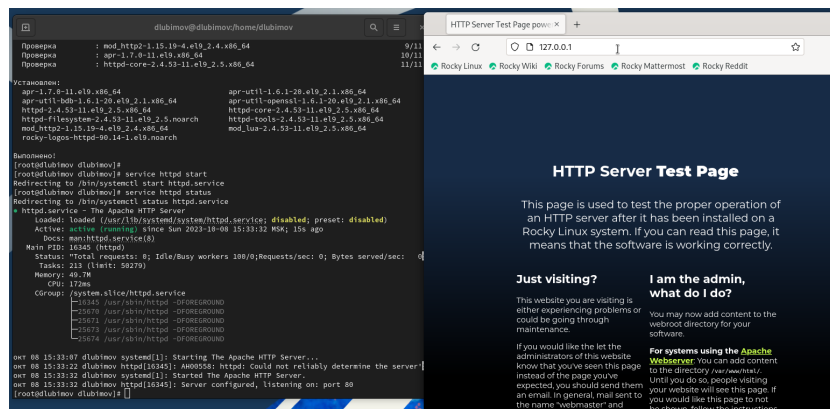 dlubimov@dlubimov:/home/dlubimov
Проверка : mod_http2-1.15.19-4.el9_2.4.x86_64 9/11
Проверка : apr-1.7.0-11.el9.x86_64 10/11
Проверка : httpd-core-2.4.53-11.el9_2.5.x86_64 11/11
Установлен:
apr-1.7.0-11.el9.x86_64 apr-util-1.6.1-20.el9_2.1.x86_64
apr-util-bdb-1.6.1-20.el9_2.1.x86_64 apr-util-openssl-1.6.1-20.el9_2.1.x86_64
httpd-2.4.53-11.el9_2.5.x86_64 httpd-core-2.4.53-11.el9_2.5.x86_64
httpd-filesystem-2.4.53-11.el9_2.5.noarch httpd-tools-2.4.53-11.el9_2.5.x86_64
mod_http2-1.15.19-4.el9_2.4.x86_64 mod_lua-2.4.53-11.el9_2.5.x86_64
rocky-logos-httpd-90.14-1.el9.noarch
Выполнено!
[root@dlubimov dlubimov]#
[root@dlubimov dlubimov]# service httpd start
Redirecting to /bin/systemctl start httpd.service
[root@dlubimov dlubimov]# service httpd status
Redirecting to /bin/systemctl status httpd.service
● httpd.service - The Apache HTTP Server
Loaded: loaded (/usr/lib/systemd/system/httpd.service; disabled; preset: disabled)
Active: active (running) since Sun 2023-10-08 15:33:32 MSK; 15s ago
Docs: man:httpd.service(8)
Main PID: 16345 (httpd)
Status: "Total requests: 0; Idle/Busy workers 100/0;Requests/sec: 0; Bytes served/sec: 0
Tasks: 213 (limit: 50279)
Memory: 49.7M
CPU: 172ms
CGroup: /system.slice/httpd.service
├─16345 /usr/sbin/httpd -DFOREGROUND
├─25670 /usr/sbin/httpd -DFOREGROUND
├─25671 /usr/sbin/httpd -DFOREGROUND
├─25673 /usr/sbin/httpd -DFOREGROUND
└─25674 /usr/sbin/httpd -DFOREGROUND
окт 08 15:33:07 dlubimov systemd[1]: Starting The Apache HTTP Server...
окт 08 15:33:22 dlubimov httpd[16345]: AH00558: httpd: Could not reliably determine the server'
окт 08 15:33:32 dlubimov systemd[1]: Started The Apache HTTP Server.
окт 08 15:33:32 dlubimov httpd[16345]: Server configured, listening on: port 80
[root@dlubimov dlubimov]#
HTTP Server Test Page powe
127.0.0.1
Rocky Linux Rocky Wiki Rocky Forums Rocky Mattermost Rocky Reddit
HTTP Server Test Page
This page is used to test the proper operation of
an HTTP server after it has been installed on a
Rocky Linux system. If you can read this page, it
means that the software is working correctly.
Just visiting?
This website you are visiting is
either experiencing problems or
could be going through
maintenance.
If you would like the let the
administrators of this website
know that you've seen this page
instead of the page you've
expected, you should send them
an email. In general, mail sent to
the name "webmaster" and
I am the admin,
what do I do?
You may now add content to the
webroot directory for your
software.
For systems using the Apache
Webserver: You can add content
to the directory /var/www/html/.
Until you do so, people visiting
your website will see this page. If
you would like this page to not
be shown, follow the instructions